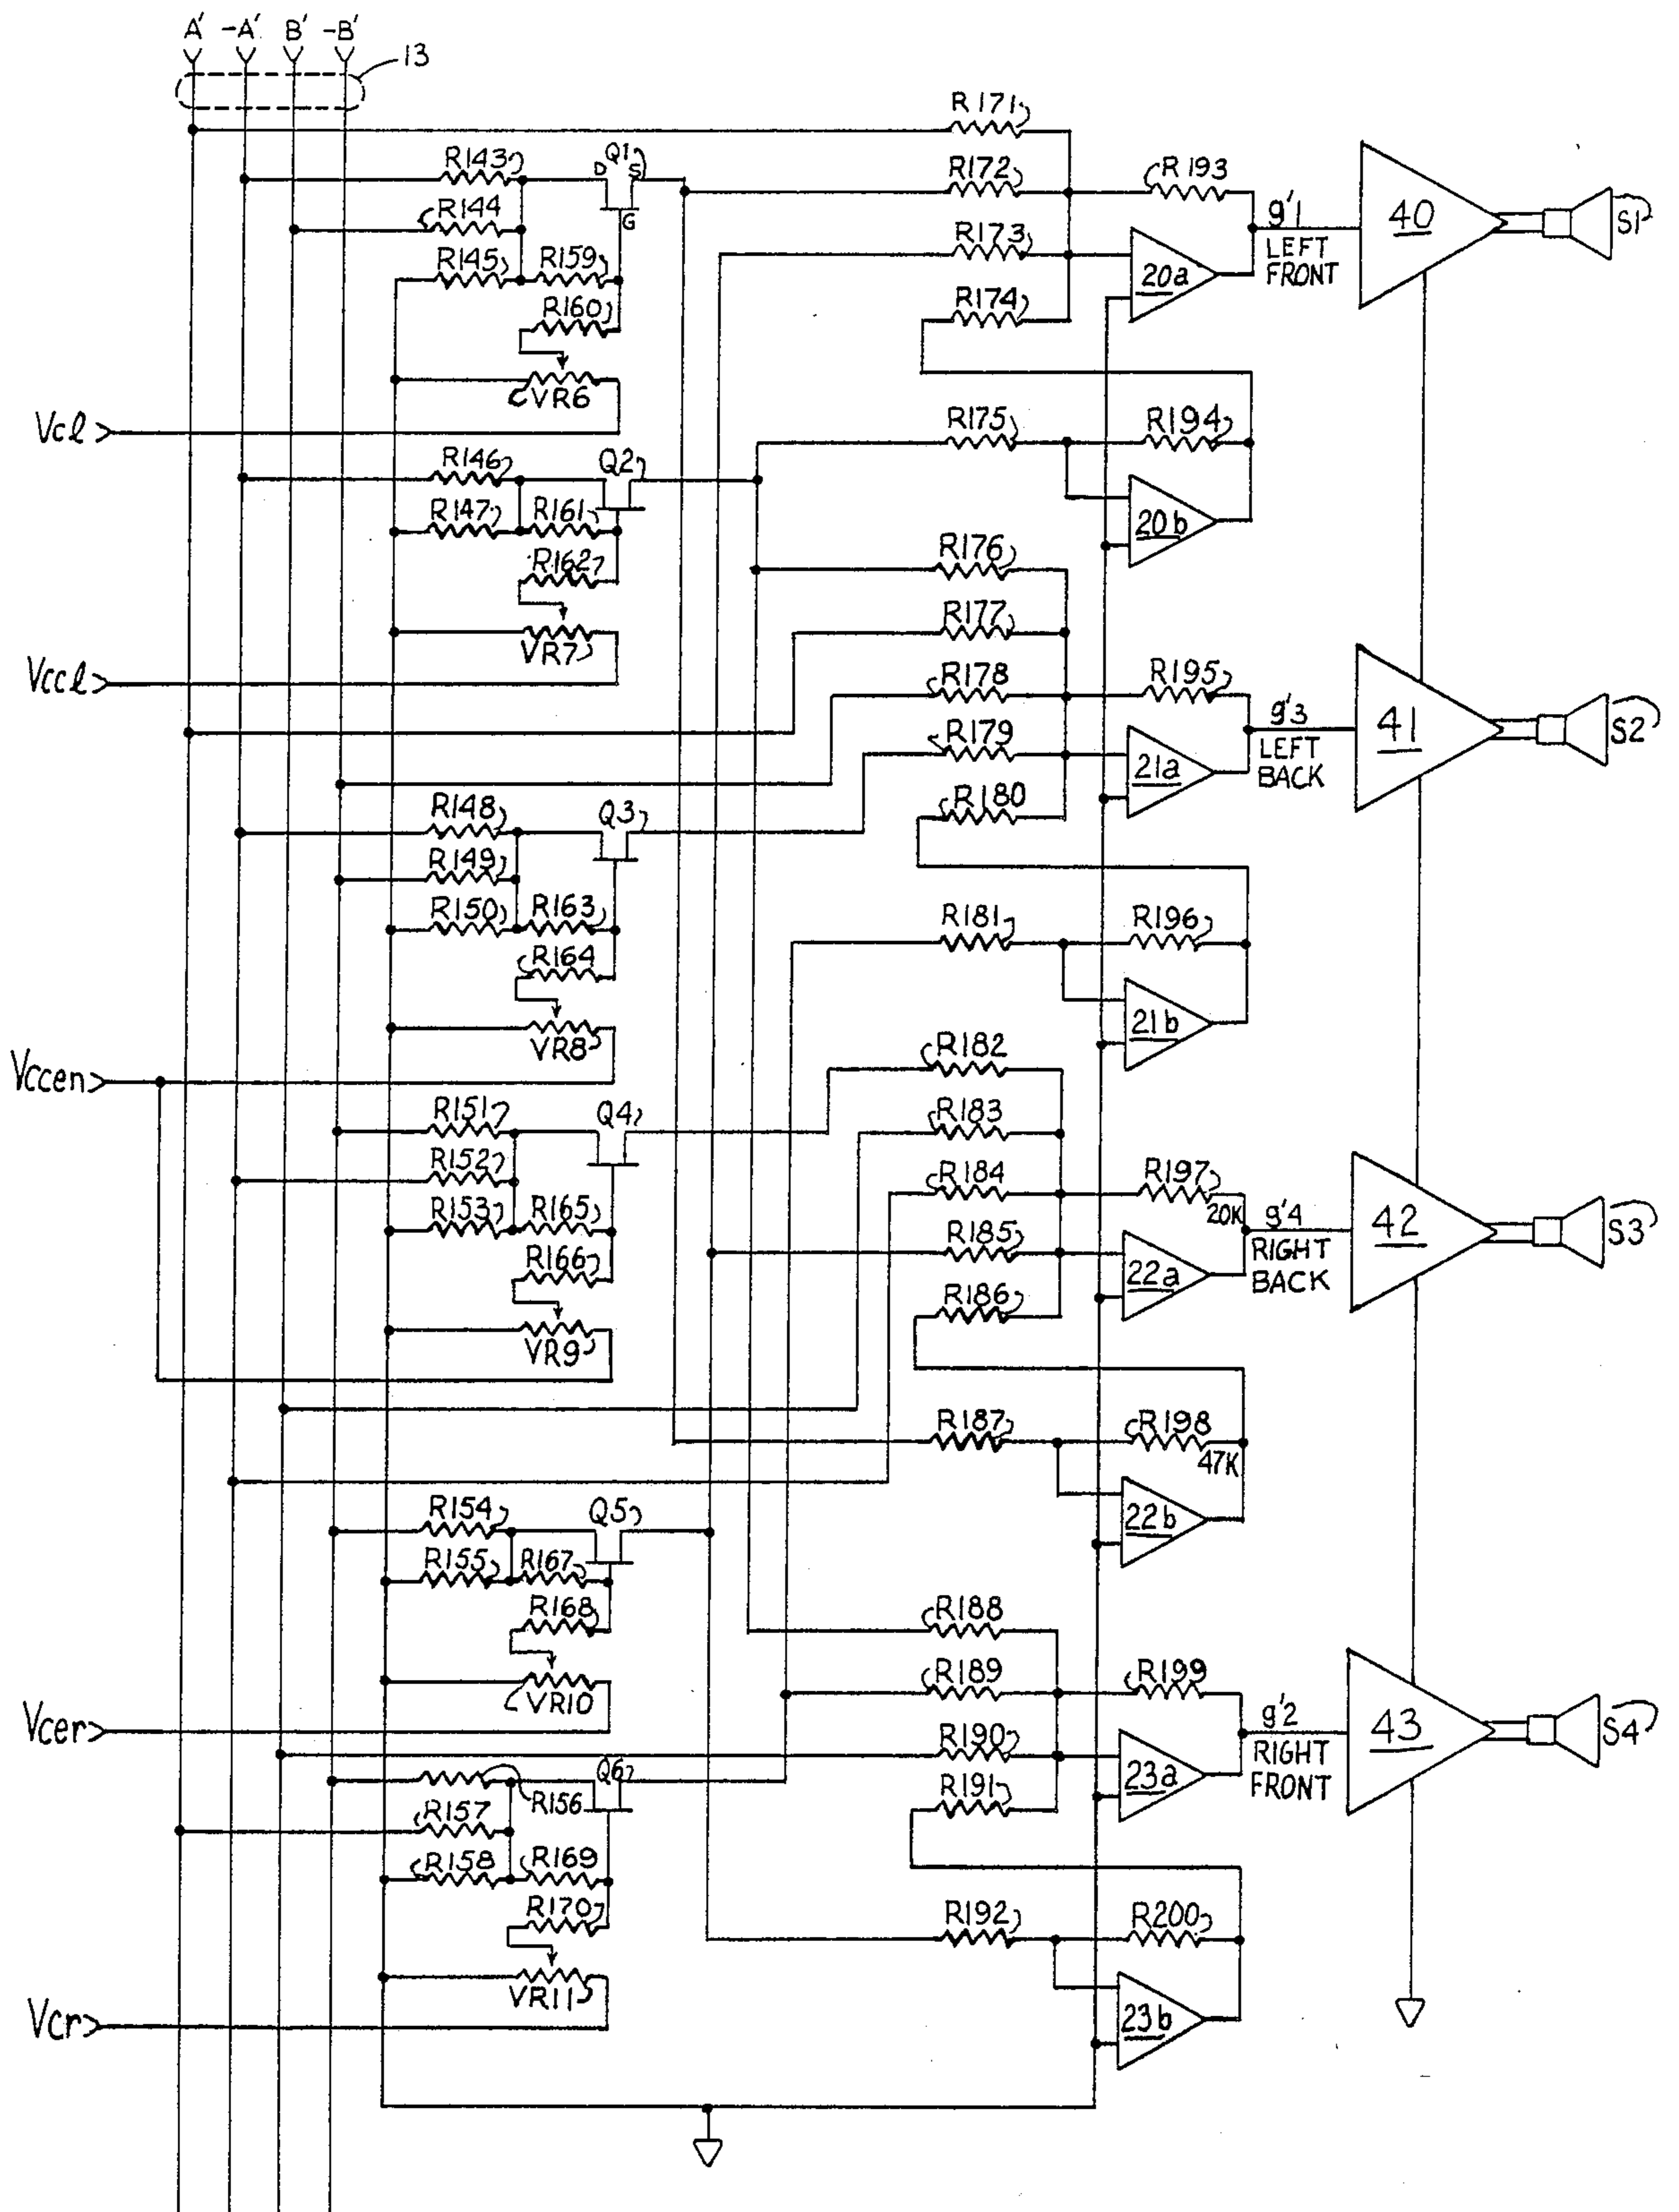 A' -A' B' -B'
13
R171
R143
Q1
D S
R172
R193
R144
G
g'1
40
S1
R145
R159
R173
LEFT
FRONT
20a
R160
R174
VR6
Vcl
R175
R194
R146
Q2
R147
R161
20b
R162
R176
R177
VR7
Vccl
R178
R195
g'3
41
S2
R179
LEFT
BACK
21a
R148
Q3
R180
R149
R150
R163
R181
R196
R164
21b
VR8
R182
Vccen
R151
Q4
R183
R152
R184
R197
20K
g'4
42
S3
R153
R165
R185
RIGHT
BACK
22a
R166
R186
VR9
R187
R198
47K
R154
Q5
22b
R155
R167
R168
R188
R189
R199
VR10
Vcer
R190
g'2
43
S4
RIGHT
FRONT
Q6
R156
R191
23a
R157
R158
R169
R170
R192
R200
VR11
Vcr
23b